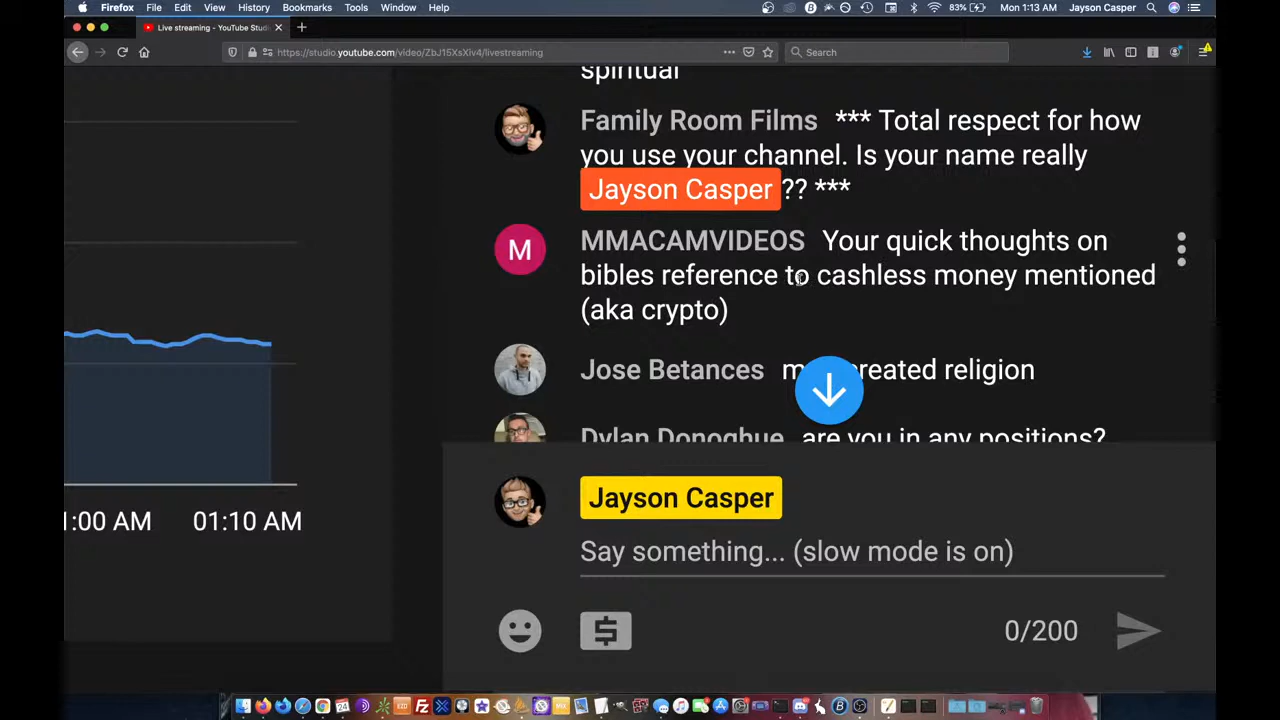 Firefox File Edit View History Bookmarks Tools Window Help 83% Mon 1:13 AM Jayson Casper
Live streaming - YouTube Studi
https://studio.youtube.com/video/ZbJ15XsXiv4/livestreaming
Search
spiritual
Family Room Films *** Total respect for how
you use your channel. Is your name really
Jayson Casper ?? ***
M MMACAMVIDEOS Your quick thoughts on
bibles reference to cashless money mentioned
(aka crypto)
Jose Betances created religion
Dylan Donoghue are you in any positions?
Jayson Casper
Say something... (slow mode is on)
1:00 AM 01:10 AM
0/200